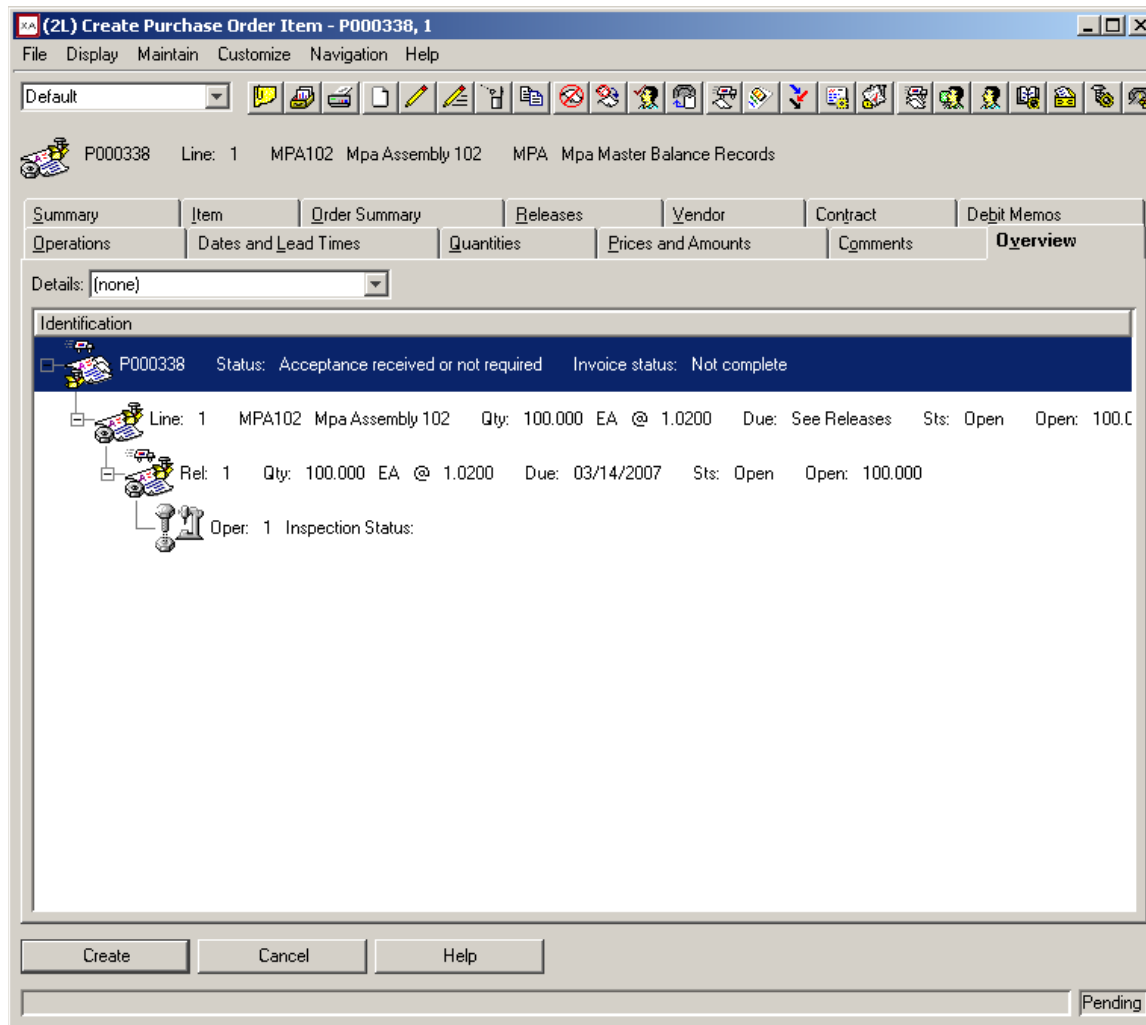 XA (2L) Create Purchase Order Item - P000338, 1
File Display Maintain Customize Navigation Help
Default
P000338 Line: 1 MPA102 Mpa Assembly 102 MPA Mpa Master Balance Records
Summary Item Order Summary Releases Vendor Contract Debit Memos
Operations Dates and Lead Times Quantities Prices and Amounts Comments Overview
Details: (none)
Identification
P000338 Status: Acceptance received or not required Invoice status: Not complete
Line: 1 MPA102 Mpa Assembly 102 Qty: 100.000 EA @ 1.0200 Due: See Releases Sts: Open Open:
Rel: 1 Qty: 100.000 EA @ 1.0200 Due: 03/14/2007 Sts: Open Open: 100.000
Oper: 1 Inspection Status:
Create Cancel Help
Pending